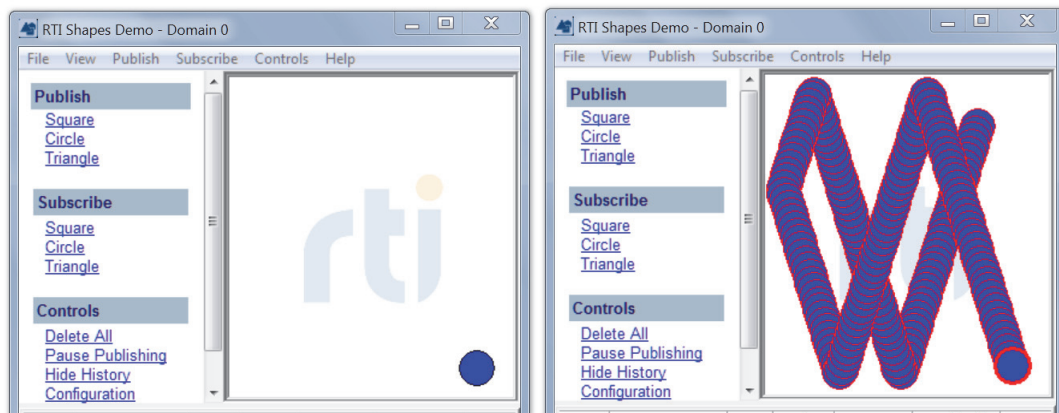 RTI Shapes Demo - Domain 0
File View Publish Subscribe Controls Help
Publish
Square
Circle
Triangle
rti
Subscribe
Square
Circle
Triangle
Controls
Delete All
Pause Publishing
Hide History
Configuration
RTI Shapes Demo - Domain 0
File View Publish Subscribe Controls Help
Publish
Square
Circle
Triangle
rti
Subscribe
Square
Circle
Triangle
Controls
Delete All
Pause Publishing
Hide History
Configuration